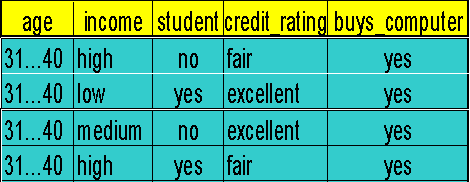 age income student credit_rating buys_computer
31...40 high no fair yes
31...40 low yes excellent yes
31...40 medium no excellent yes
31...40 high yes fair yes